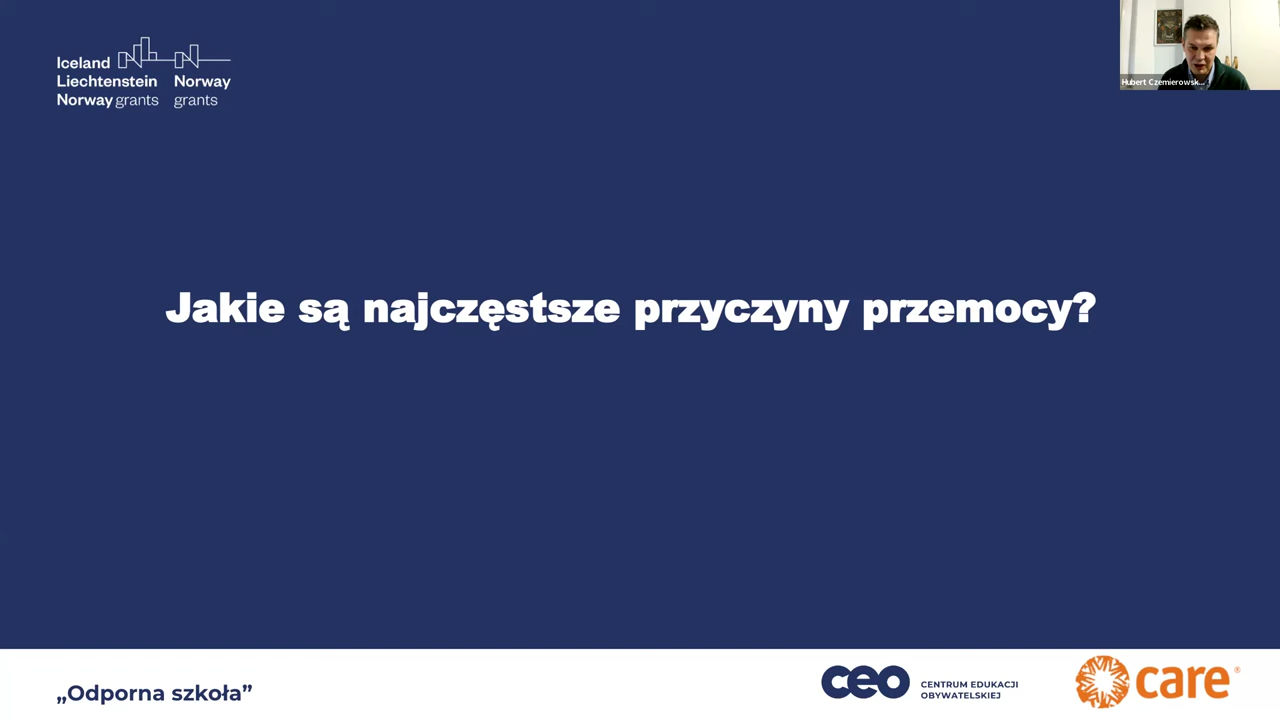 Iceland
Liechtenstein
Norway grants
Norway
grants
Hubert Czemierowsk...
Jakie są najczęstsze przyczyny przemocy?
„Odporna szkoła”
ceo
CENTRUM EDUKACJI
OBYWATELSKIEJ
care®